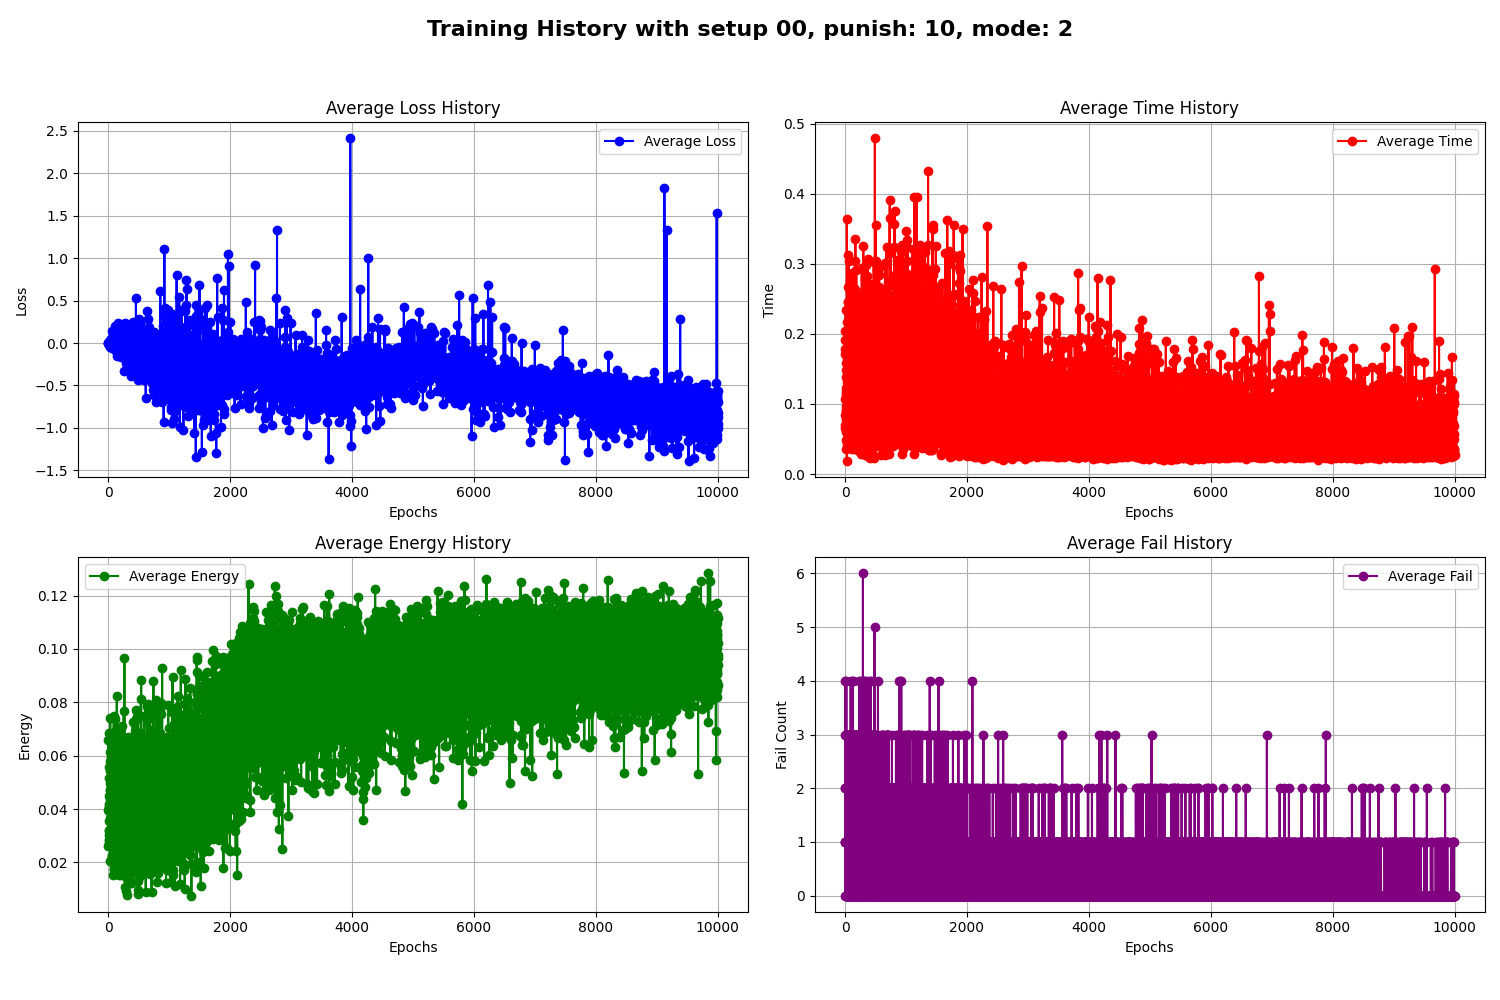 Training History with setup 00, punish: 10, mode: 2
Average Loss History
Average Loss
Loss
2.5
2.0
1.5
1.0
0.5
0.0
−0.5
−1.0
−1.5
0 2000 4000 6000 8000 10000
Epochs
Average Time History
Average Time
Time
0.5
0.4
0.3
0.2
0.1
0.0
0 2000 4000 6000 8000 10000
Epochs
Average Energy History
Average Energy
Energy
0.12
0.10
0.08
0.06
0.04
0.02
0 2000 4000 6000 8000 10000
Epochs
Average Fail History
Average Fail
Fail Count
6
5
4
3
2
1
0
0 2000 4000 6000 8000 10000
Epochs